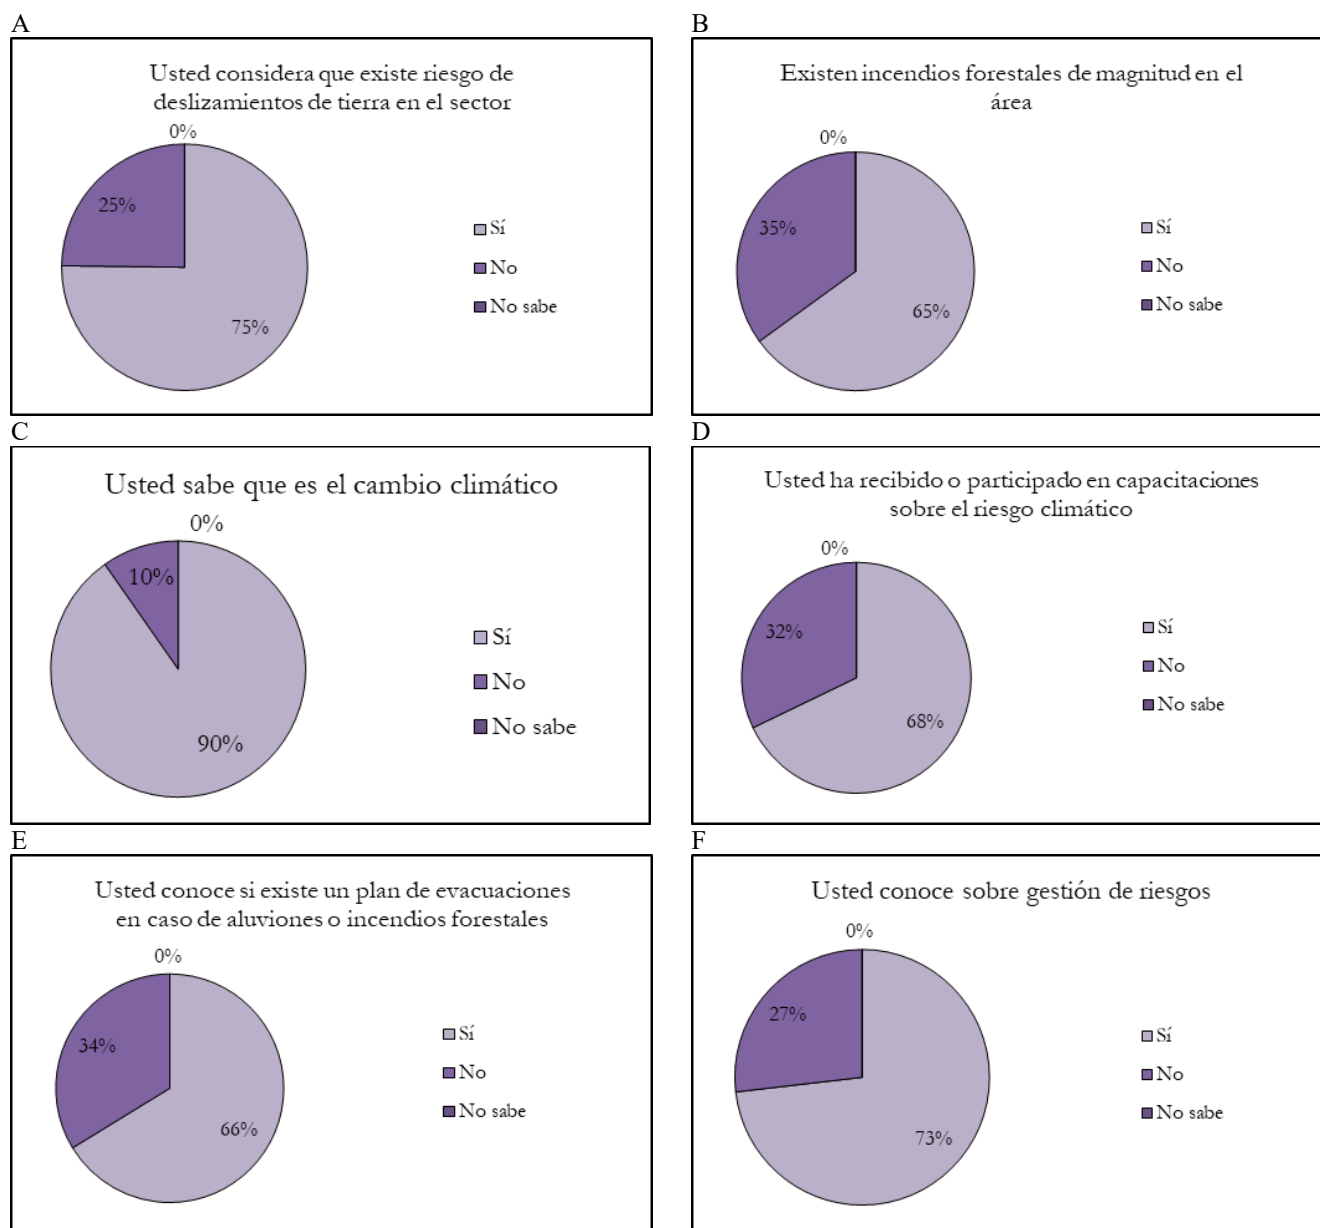 A
Usted considera que existe riesgo de
deslizamientos de tierra en el sector
0%
25%
75%
Sí
No
No sabe
B
Existen incendios forestales de magnitud en el
área
0%
35%
65%
Sí
No
No sabe
C
Usted sabe que es el cambio climático
0%
10%
90%
Sí
No
No sabe
D
Usted ha recibido o participado en capacitaciones
sobre el riesgo climático
0%
32%
68%
Sí
No
No sabe
E
Usted conoce si existe un plan de evacuaciones
en caso de aluviones o incendios forestales
0%
34%
66%
Sí
No
No sabe
F
Usted conoce sobre gestión de riesgos
0%
27%
73%
Sí
No
No sabe